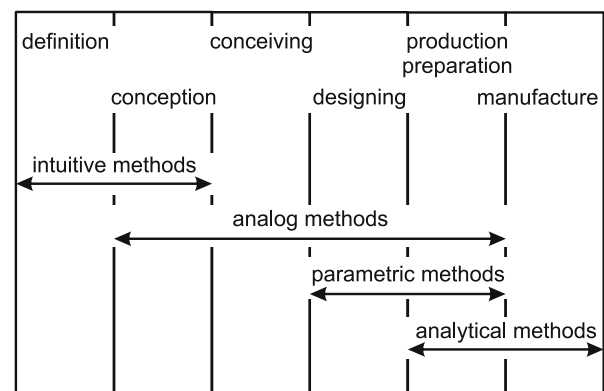 definition
conceiving
production
preparation
conception
designing
manufacture
intuitive methods
analog methods
parametric methods
analytical methods